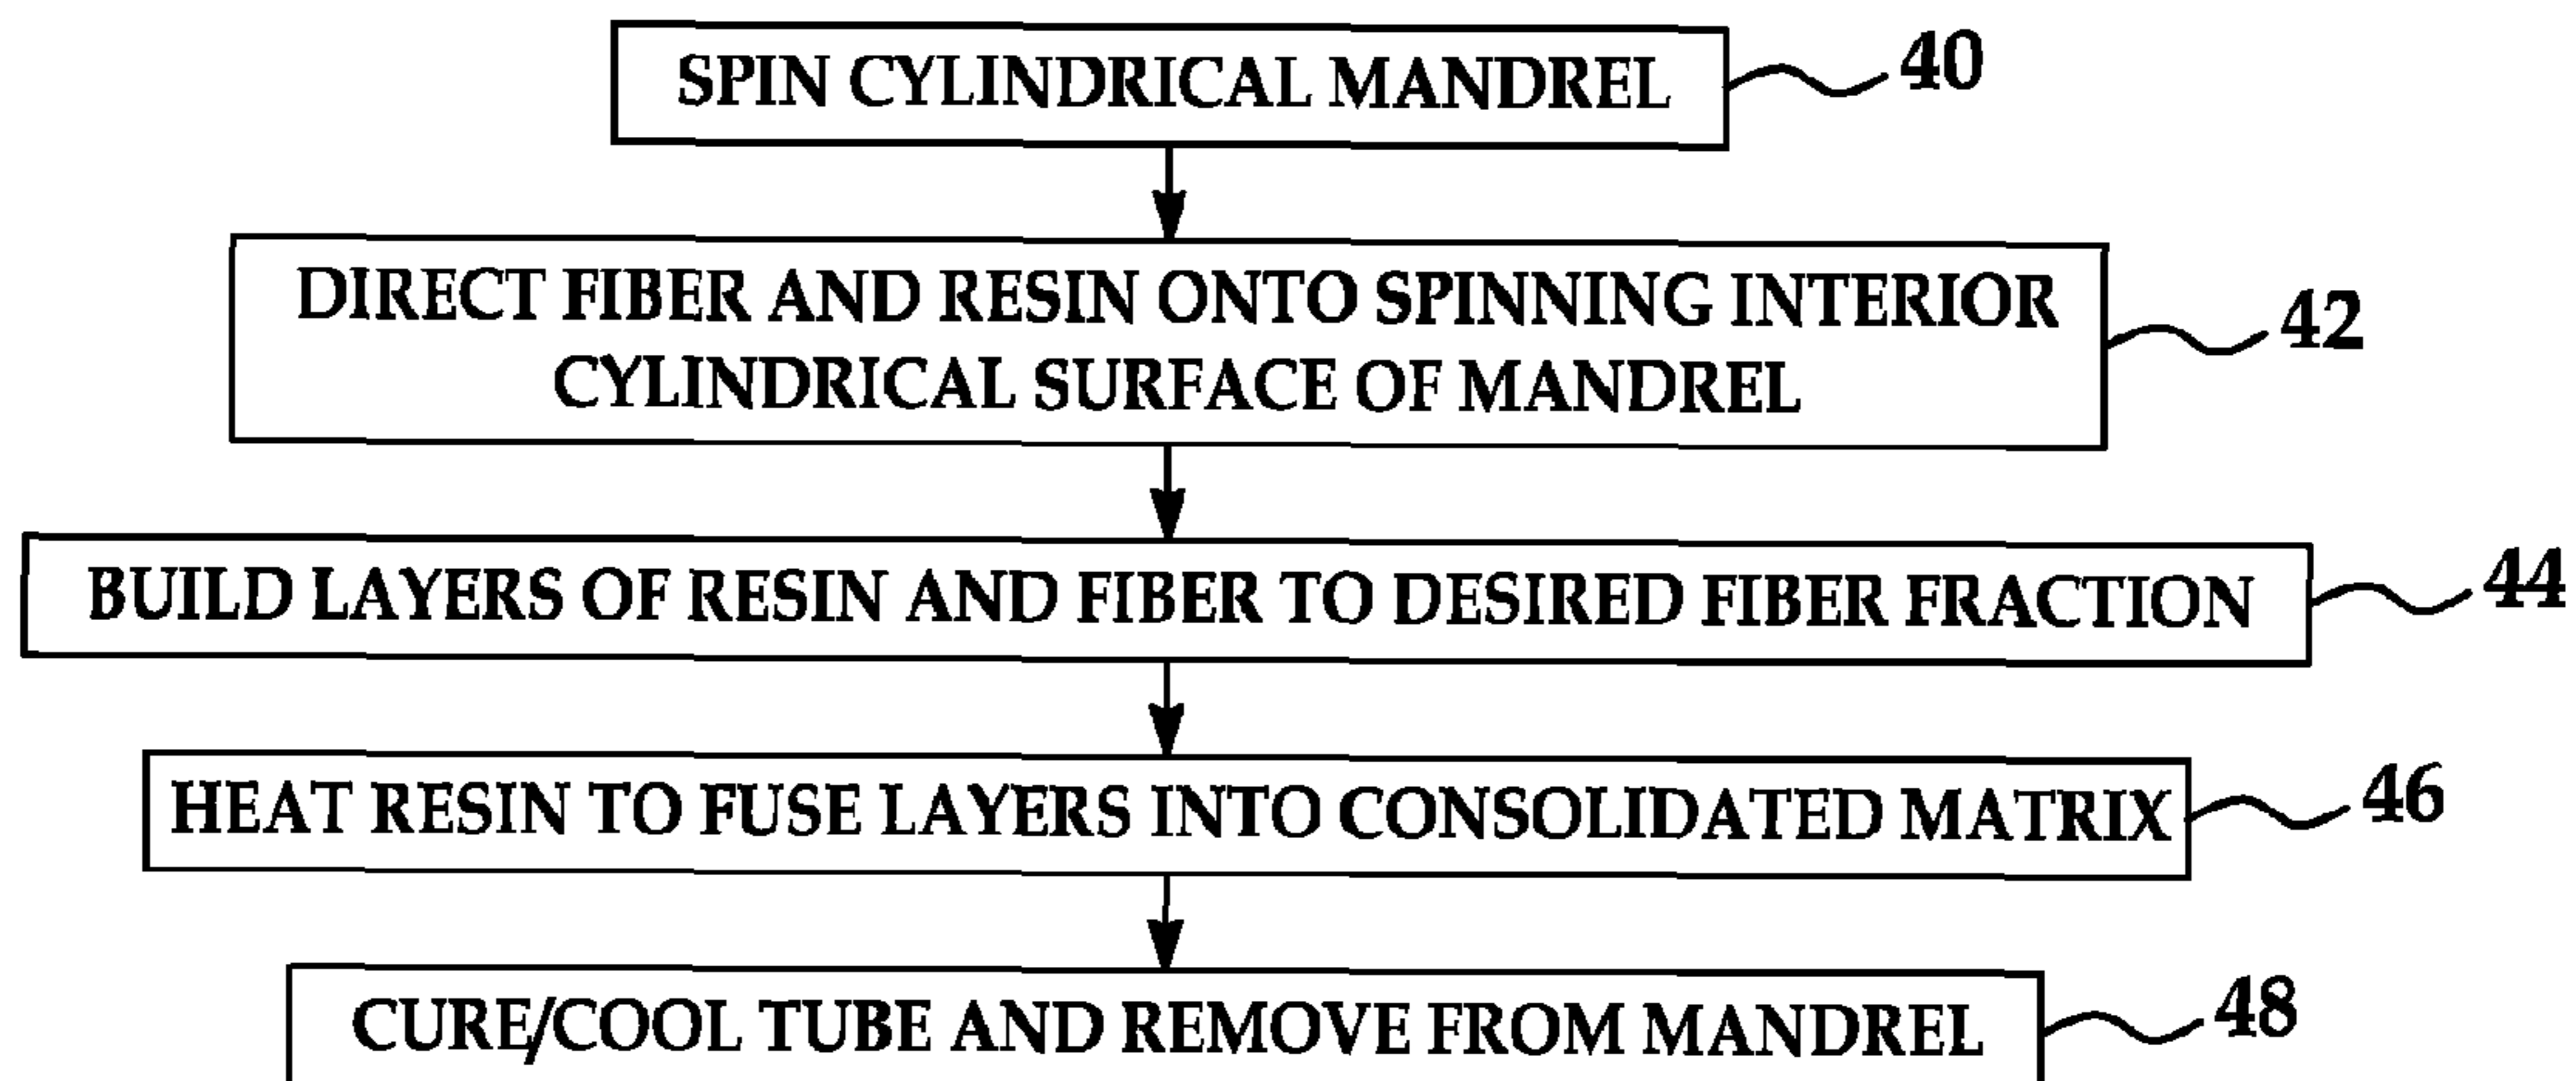 SPIN CYLINDRICAL MANDREL 40
DIRECT FIBER AND RESIN ONTO SPINNING INTERIOR
CYLINDRICAL SURFACE OF MANDREL 42
BUILD LAYERS OF RESIN AND FIBER TO DESIRED FIBER FRACTION 44
HEAT RESIN TO FUSE LAYERS INTO CONSOLIDATED MATRIX 46
CURE/COOL TUBE AND REMOVE FROM MANDREL 48